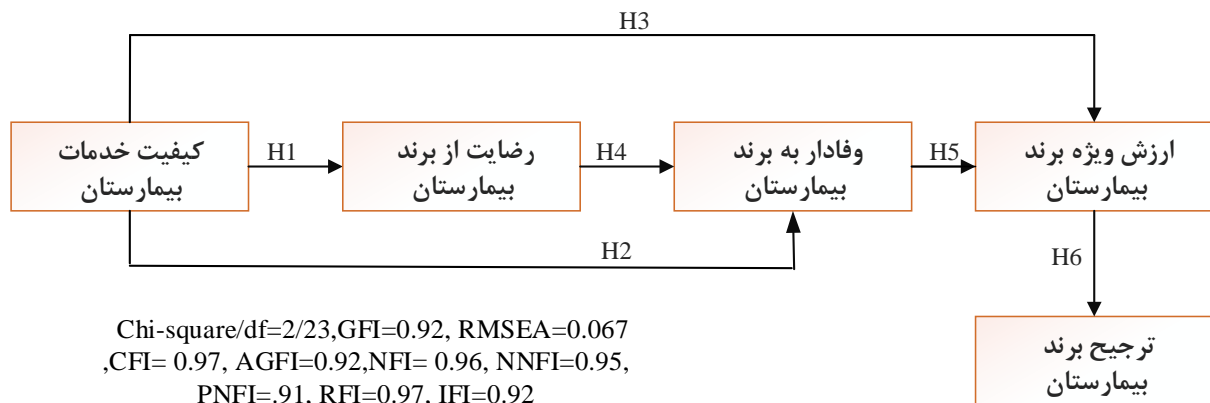 H3
کیفیت خدمات
بیمارستان
H1
رضایت از برند
بیمارستان
H4
وفادار به برند
بیمارستان
H5
ارزش ویژه برند
بیمارستان
H2
H6
Chi-square/df=2/23,GFI=0.92, RMSEA=0.067
,CFI= 0.97, AGFI=0.92,NFI= 0.96, NNFI=0.95,
PNFI=.91, RFI=0.97, IFI=0.92
ترجیح برند
بیمارستان